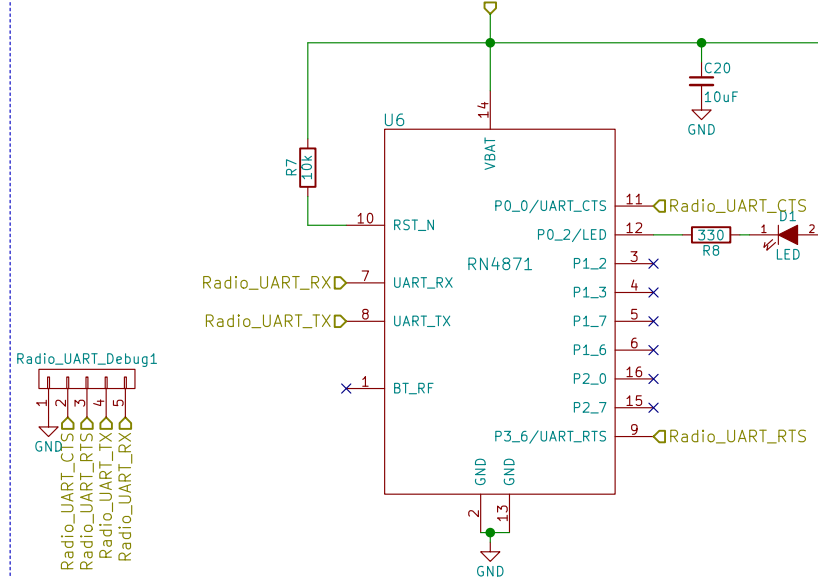 C20
10uF
GND
U6
14
VBAT
R7
10k
10
RST_N
P0_0/UART_CTS
11
Radio_UART_CTS
P0_2/LED
12
330
R8
D1
1
2
LED
RN4871
P1_2
3
P1_3
4
P1_7
5
P1_6
6
P2_0
16
P2_7
15
P3_6/UART_RTS
9
Radio_UART_RTS
Radio_UART_RX
7
UART_RX
Radio_UART_TX
8
UART_TX
1
BT_RF
GND
GND
2
13
GND
Radio_UART_Debug1
1
2
3
4
5
GND
Radio_UART_CTS
Radio_UART_RTS
Radio_UART_TX
Radio_UART_RX